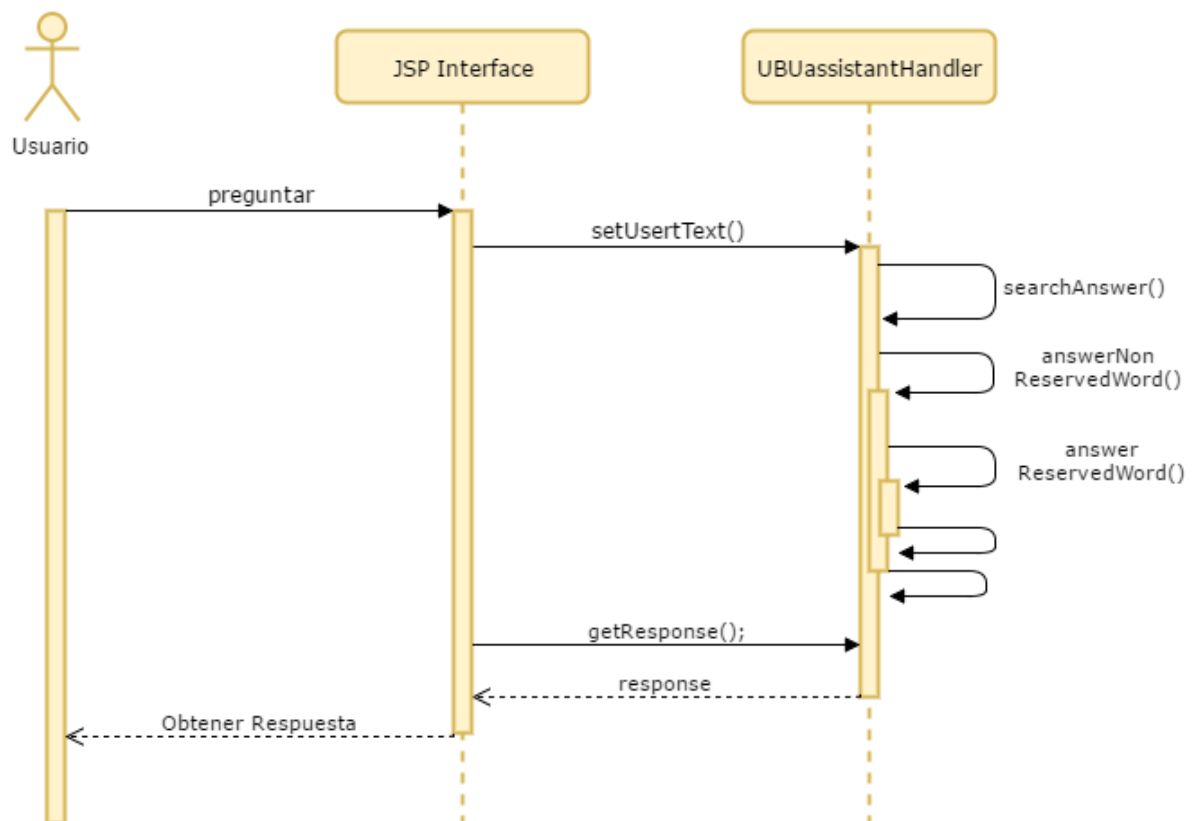 JSP Interface
UBUassistantHandler
Usuario
preguntar
setUsertText()
searchAnswer()
answerNon
ReservedWord()
answer
ReservedWord()
getResponse();
response
Obtener Respuesta